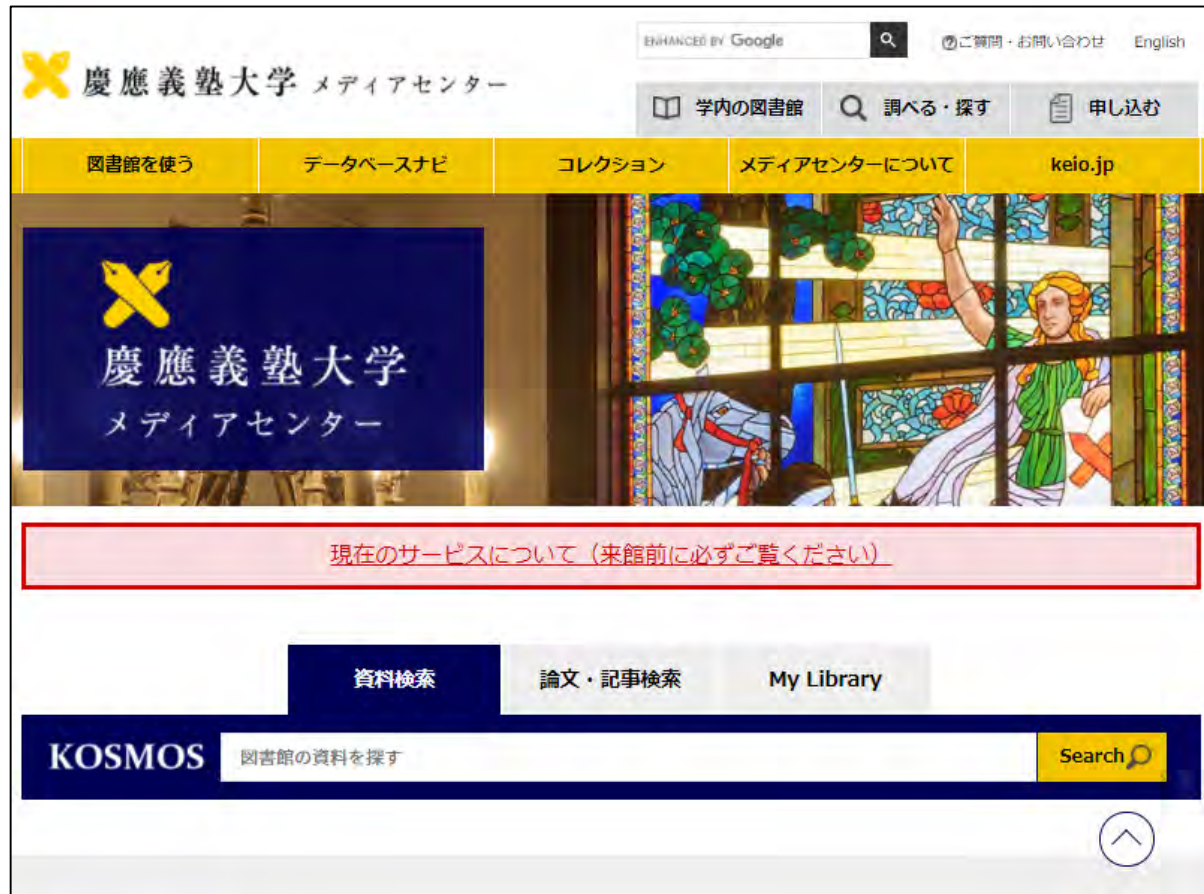 ENHANCED BY Google
ご質問・お問い合わせ English
慶應義塾大学 メディアセンター
学内の図書館 調べる・探す 申し込む
図書館を使う データベースナビ コレクション メディアセンターについて keio.jp
慶應義塾大学
メディアセンター
現在のサービスについて（来館前に必ずご覧ください）
資料検索 論文・記事検索 My Library
KOSMOS 図書館の資料を探す Search